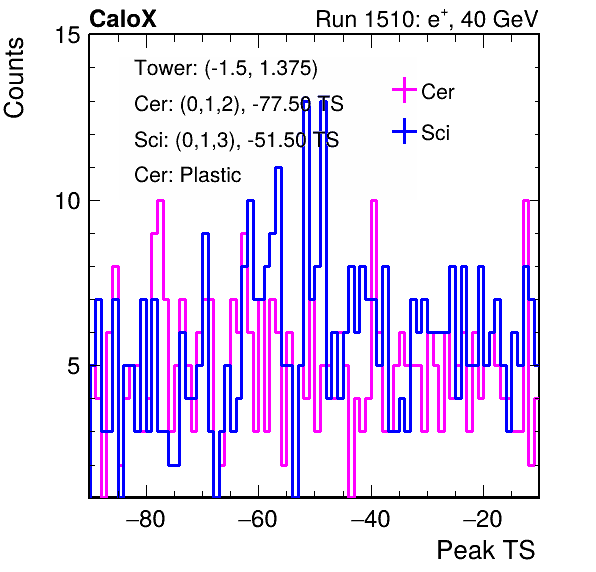 CaloX Run 1510: e+, 40 GeV
Counts
15
Tower: (-1.5, 1.375)
Cer: (0,1,2), -77.50 TS
Sci: (0,1,3), -51.50 TS
Cer: Plastic
Cer
Sci
10
5
−80 −60 −40 −20
Peak TS